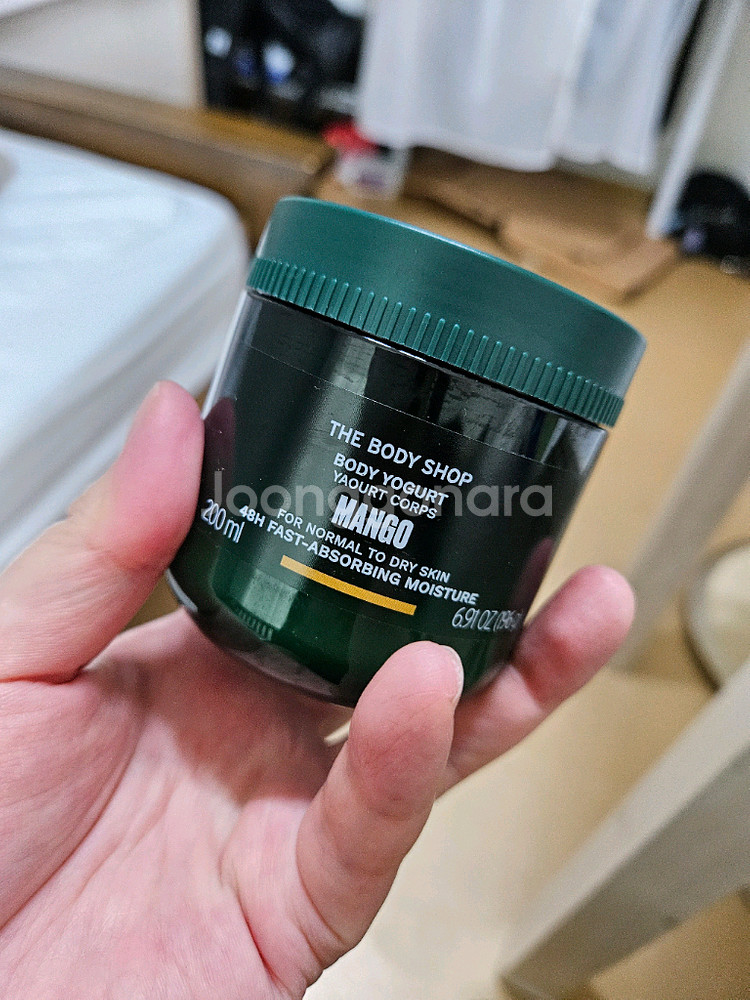 THE BODY SHOP
BODY YOGURT
YAOURT CORPS
MANGO
FOR NORMAL TO DRY SKIN
48H FAST-ABSORBING MOISTURE
200 ml
6.91 OZ (196